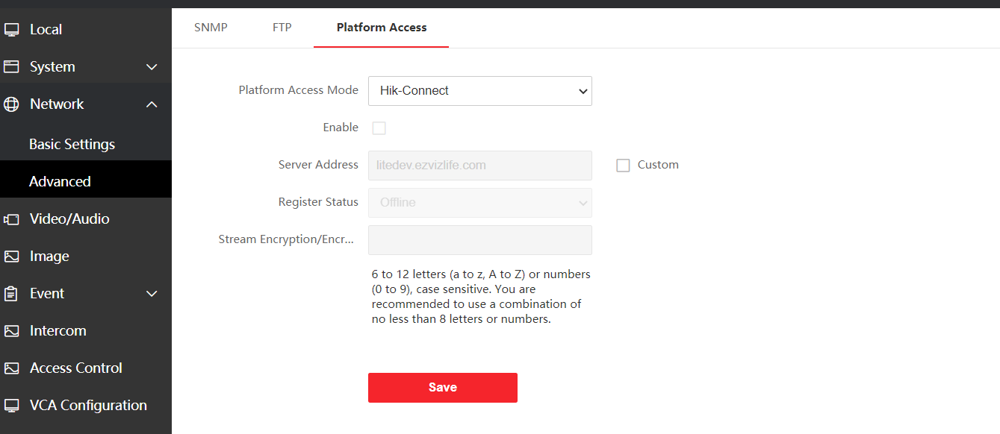 Local
System
Network
Basic Settings
Advanced
Video/Audio
Image
Event
Intercom
Access Control
VCA Configuration
SNMP FTP Platform Access
Platform Access Mode Hik-Connect
Enable
Server Address litedev.ezvizlife.com Custom
Register Status Offline
Stream Encryption/Encr...
6 to 12 letters (a to z, A to Z) or numbers
(0 to 9), case sensitive. You are
recommended to use a combination of
no less than 8 letters or numbers.
Save